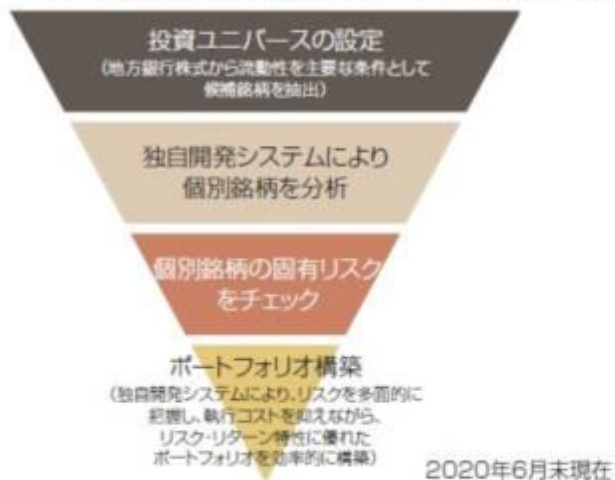 投資ユニバースの設定
(地方銀行株式から流動性を主要な条件として
候補銘柄を抽出)
独自開発システムにより
個別銘柄を分析
個別銘柄の固有リスク
をチェック
ポートフォリオ構築
(独自開発システムにより、リスクを多面的に
把握し、執行コストを抑えながら、
リスク・リターン特性に優れた
ポートフォリオを効率的に構築)
2020年6月末現在